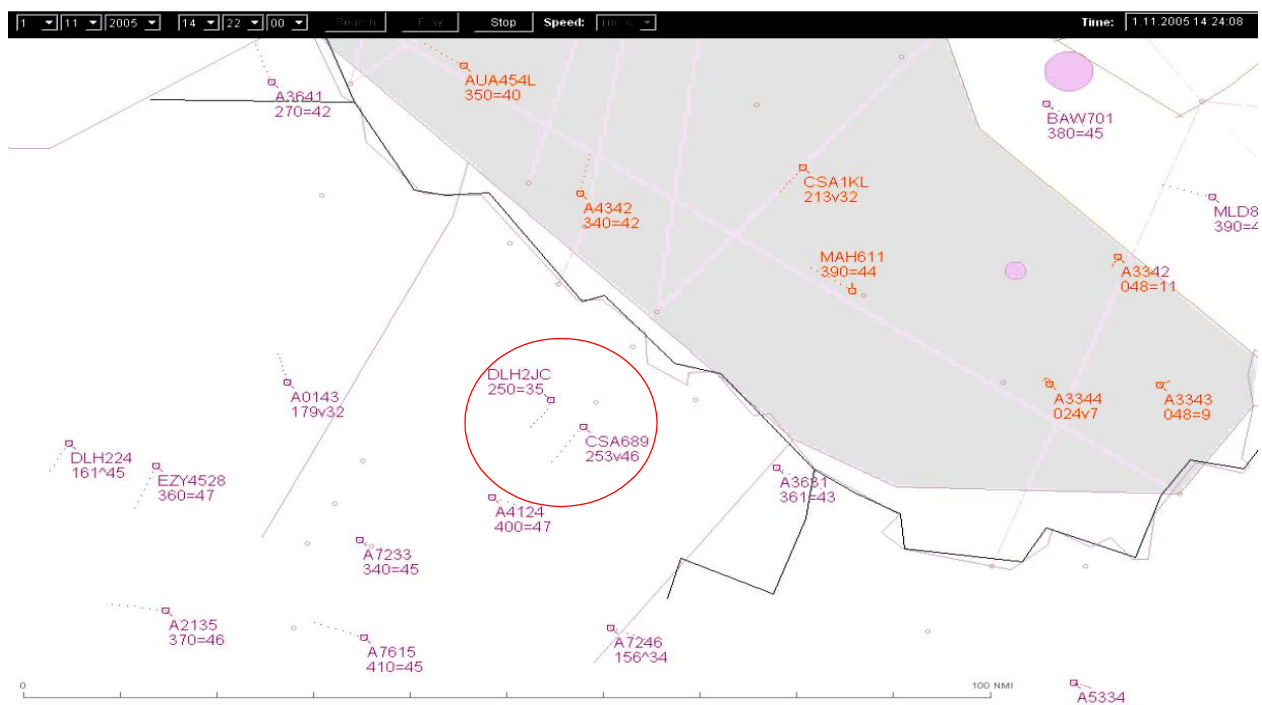 1 11 2005 14 22 00 Search Play Stop Speed: Time: 1.11.2005 14:24:08
AUA454L
350=40
A3641
270=42
BAW701
380=45
CSA1KL
213v32
A4342
340=42
MLD8
390=4
MAH611
390=44
A3342
048=11
DLH2JC
250=35
A0143
179v32
A3344
024v7
A3343
048=9
CSA689
253v46
DLH224
161^45
EZY4528
360=47
A3631
361=43
A4124
400=47
A7233
340=45
A2135
370=46
A7615
410=45
A7246
156^34
0
100 NMI
A5334